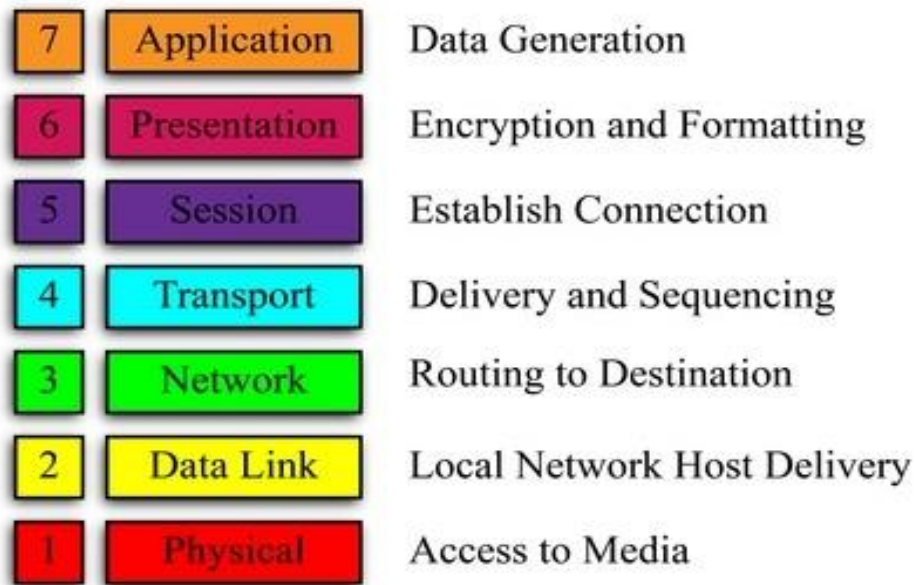 7 Application Data Generation
6 Presentation Encryption and Formatting
5 Session Establish Connection
4 Transport Delivery and Sequencing
3 Network Routing to Destination
2 Data Link Local Network Host Delivery
1 Physical Access to Media